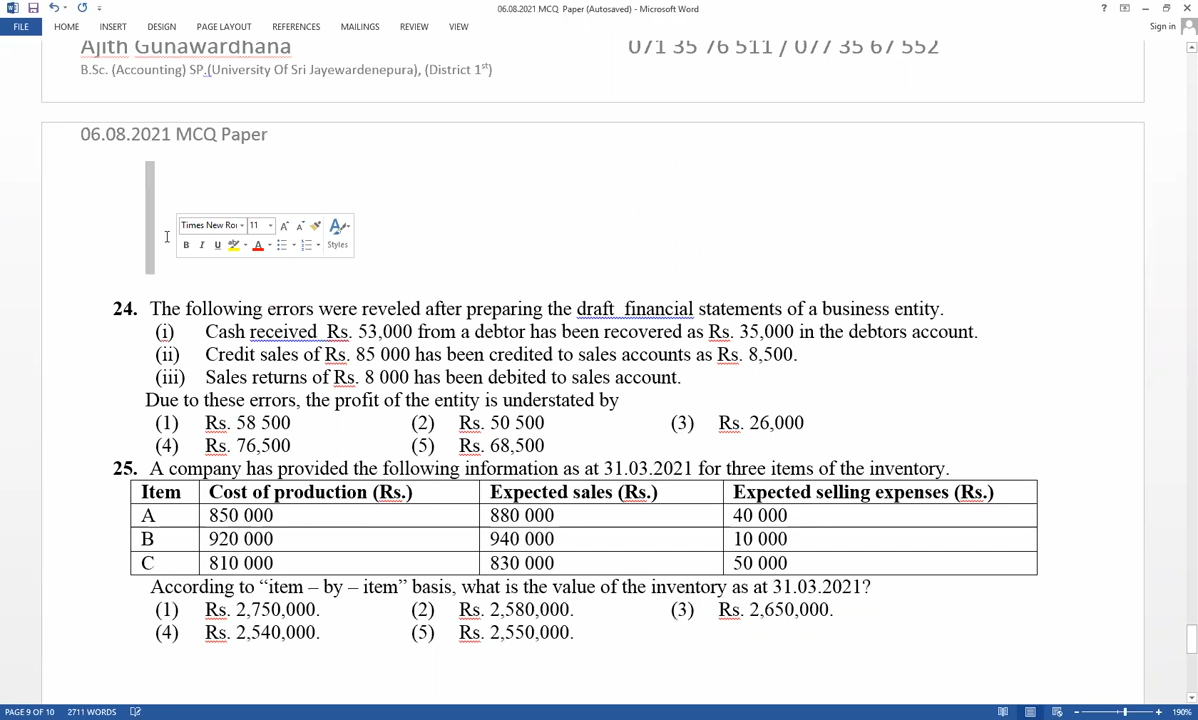 06.08.2021 MCQ Paper (Autosaved) - Microsoft Word
FILE HOME INSERT DESIGN PAGE LAYOUT REFERENCES MAILINGS REVIEW VIEW Sign in
Ajith Gunawardhana 071 35 76 511 / 077 35 67 552
B.Sc. (Accounting) SP.(University Of Sri Jayewardenepura), (District 1st)
06.08.2021 MCQ Paper
Times New Ro 11
B I U Styles
24. The following errors were reveled after preparing the draft financial statements of a business entity.
(i) Cash received Rs. 53,000 from a debtor has been recovered as Rs. 35,000 in the debtors account.
(ii) Credit sales of Rs. 85 000 has been credited to sales accounts as Rs. 8,500.
(iii) Sales returns of Rs. 8 000 has been debited to sales account.
Due to these errors, the profit of the entity is understated by
(1) Rs. 58 500 (2) Rs. 50 500 (3) Rs. 26,000
(4) Rs. 76,500 (5) Rs. 68,500
25. A company has provided the following information as at 31.03.2021 for three items of the inventory.
Item Cost of production (Rs.) Expected sales (Rs.) Expected selling expenses (Rs.)
A 850 000 880 000 40 000
B 920 000 940 000 10 000
C 810 000 830 000 50 000
According to “item – by – item” basis, what is the value of the inventory as at 31.03.2021?
(1) Rs. 2,750,000. (2) Rs. 2,580,000. (3) Rs. 2,650,000.
(4) Rs. 2,540,000. (5) Rs. 2,550,000.
PAGE 9 OF 10 2711 WORDS 190%